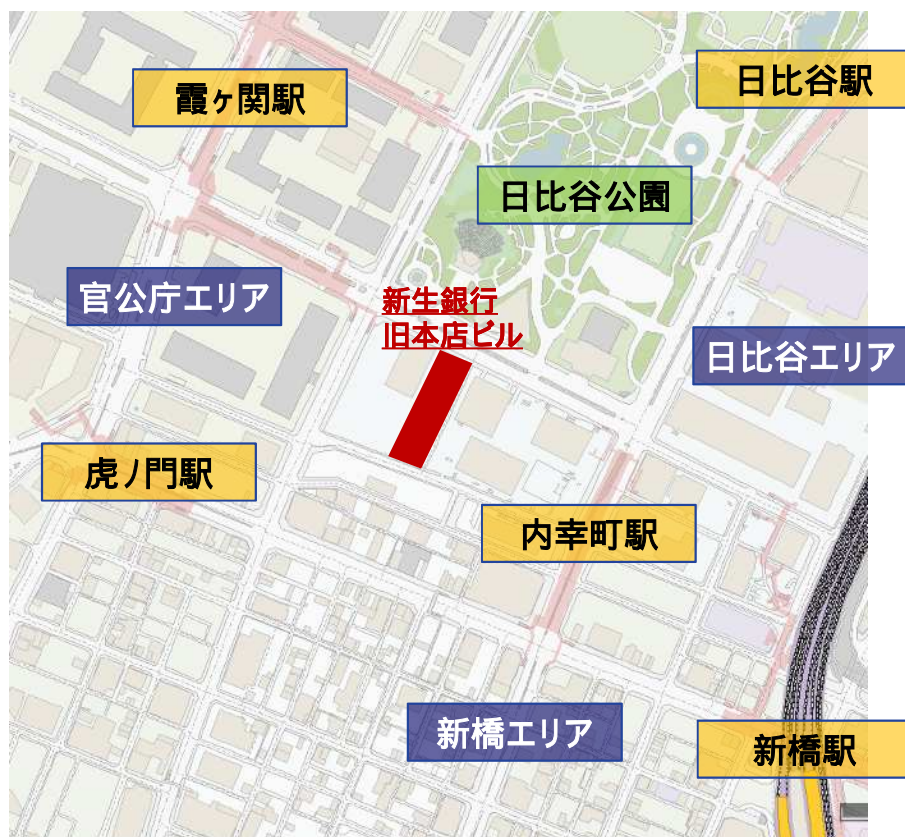 日比谷駅
霞ヶ関駅
日比谷公園
官公庁エリア
新生銀行
旧本店ビル
日比谷エリア
虎ノ門駅
内幸町駅
新橋エリア
新橋駅